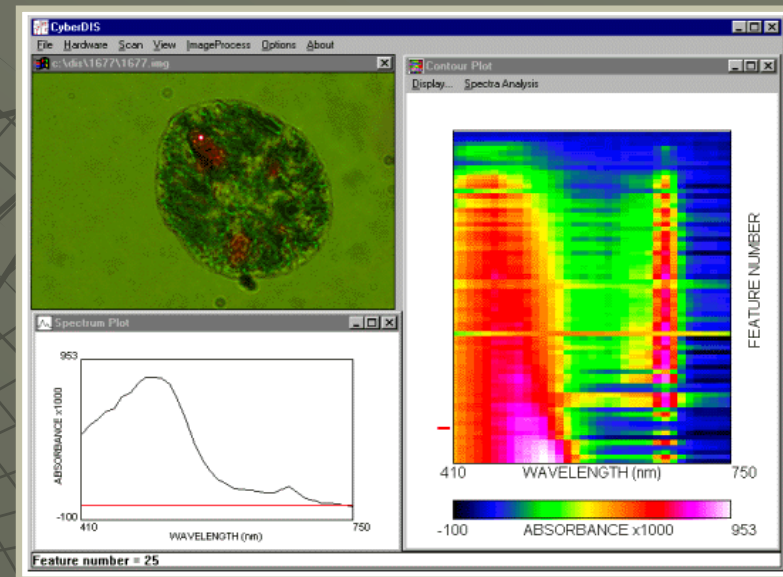 CyberDIS
File Hardware Scan View ImageProcess Options About
c:\dis\1677\1677.img
Contour Plot
Display... Spectra Analysis
FEATURE NUMBER
410 WAVELENGTH (nm) 750
-100 ABSORBANCE x1000 953
Spectrum Plot
953
ABSORBANCE x1000
-100
410 750
WAVELENGTH (nm)
Feature number = 25